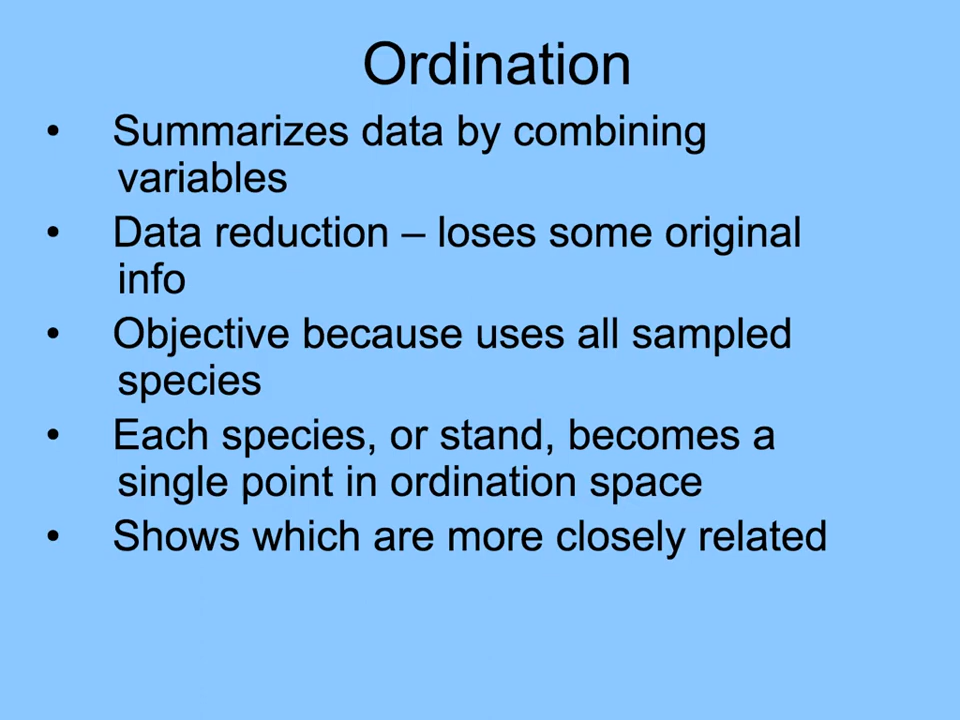 Ordination
• Summarizes data by combining
variables
• Data reduction – loses some original
info
• Objective because uses all sampled
species
• Each species, or stand, becomes a
single point in ordination space
• Shows which are more closely related